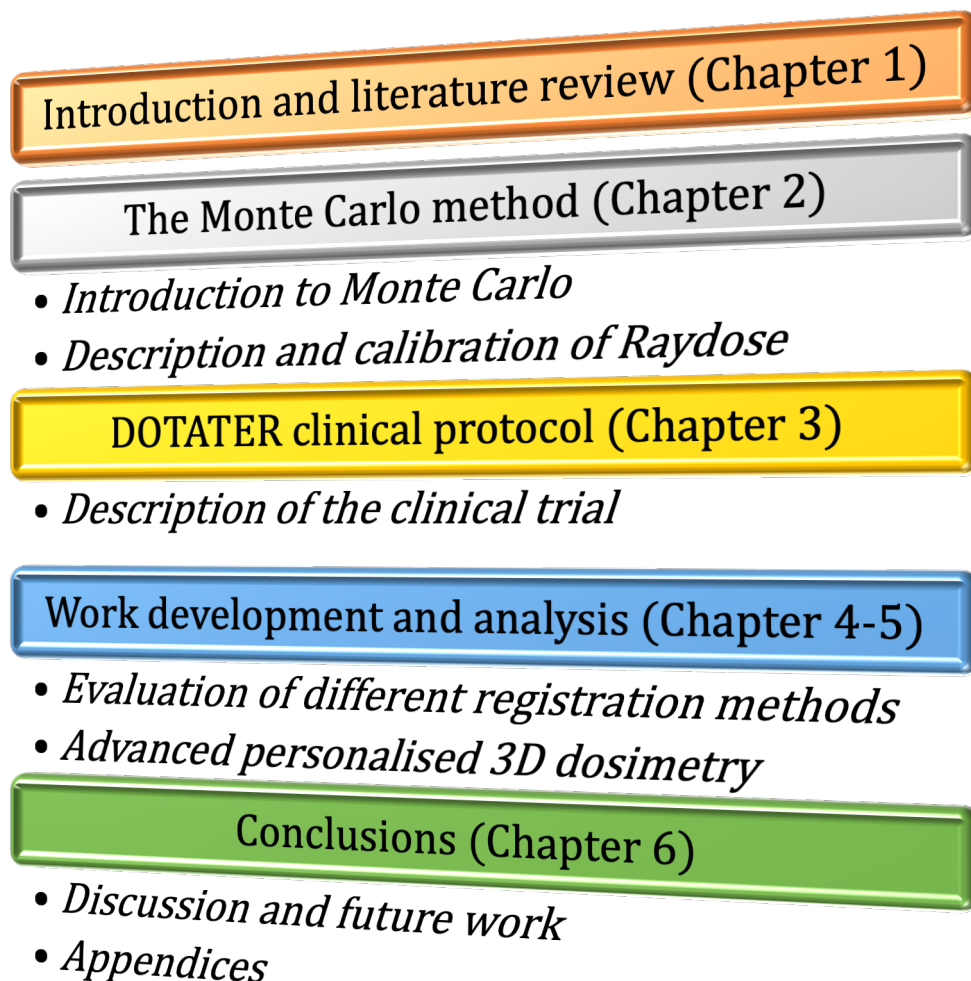 Introduction and literature review (Chapter 1)
The Monte Carlo method (Chapter 2)
• Introduction to Monte Carlo
• Description and calibration of Raydose
DOTATER clinical protocol (Chapter 3)
• Description of the clinical trial
Work development and analysis (Chapter 4-5)
• Evaluation of different registration methods
• Advanced personalised 3D dosimetry
Conclusions (Chapter 6)
• Discussion and future work
• Appendices